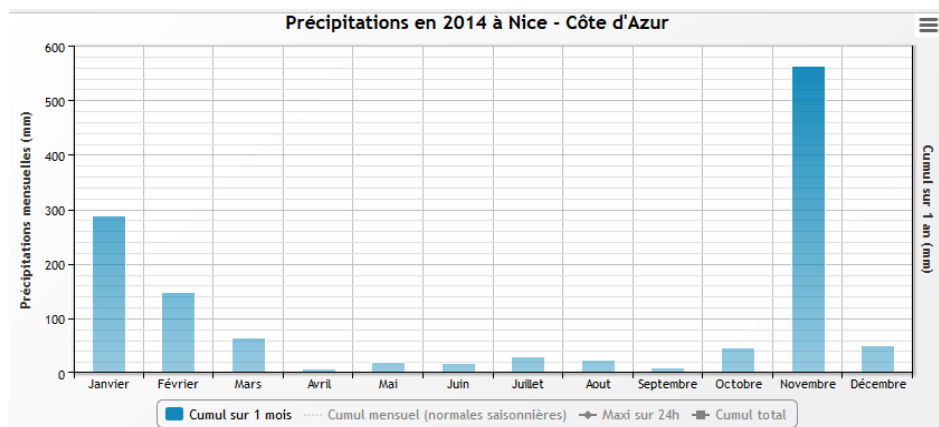 Précipitations en 2014 à Nice - Côte d'Azur
Précipitations mensuelles (mm)
600
500
400
300
200
100
0
Cumul sur 1 an (mm)
Janvier Février Mars Avril Mai Juin Juillet Aout Septembre Octobre Novembre Décembre
Cumul sur 1 mois Cumul mensuel (normales saisonnières) Maxi sur 24h Cumul total